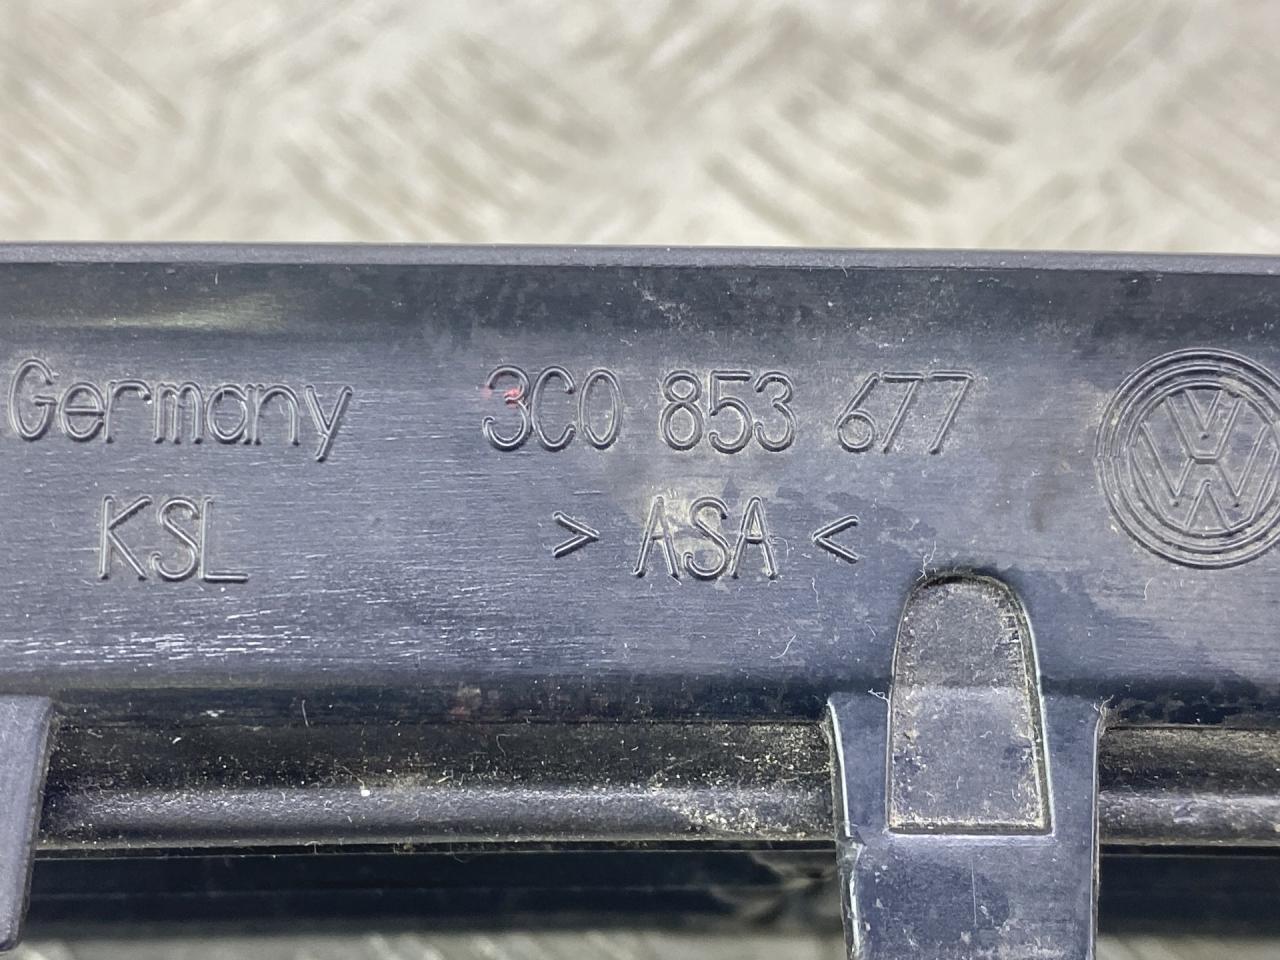 Germany 3C0 853 677
KSL > ASA <